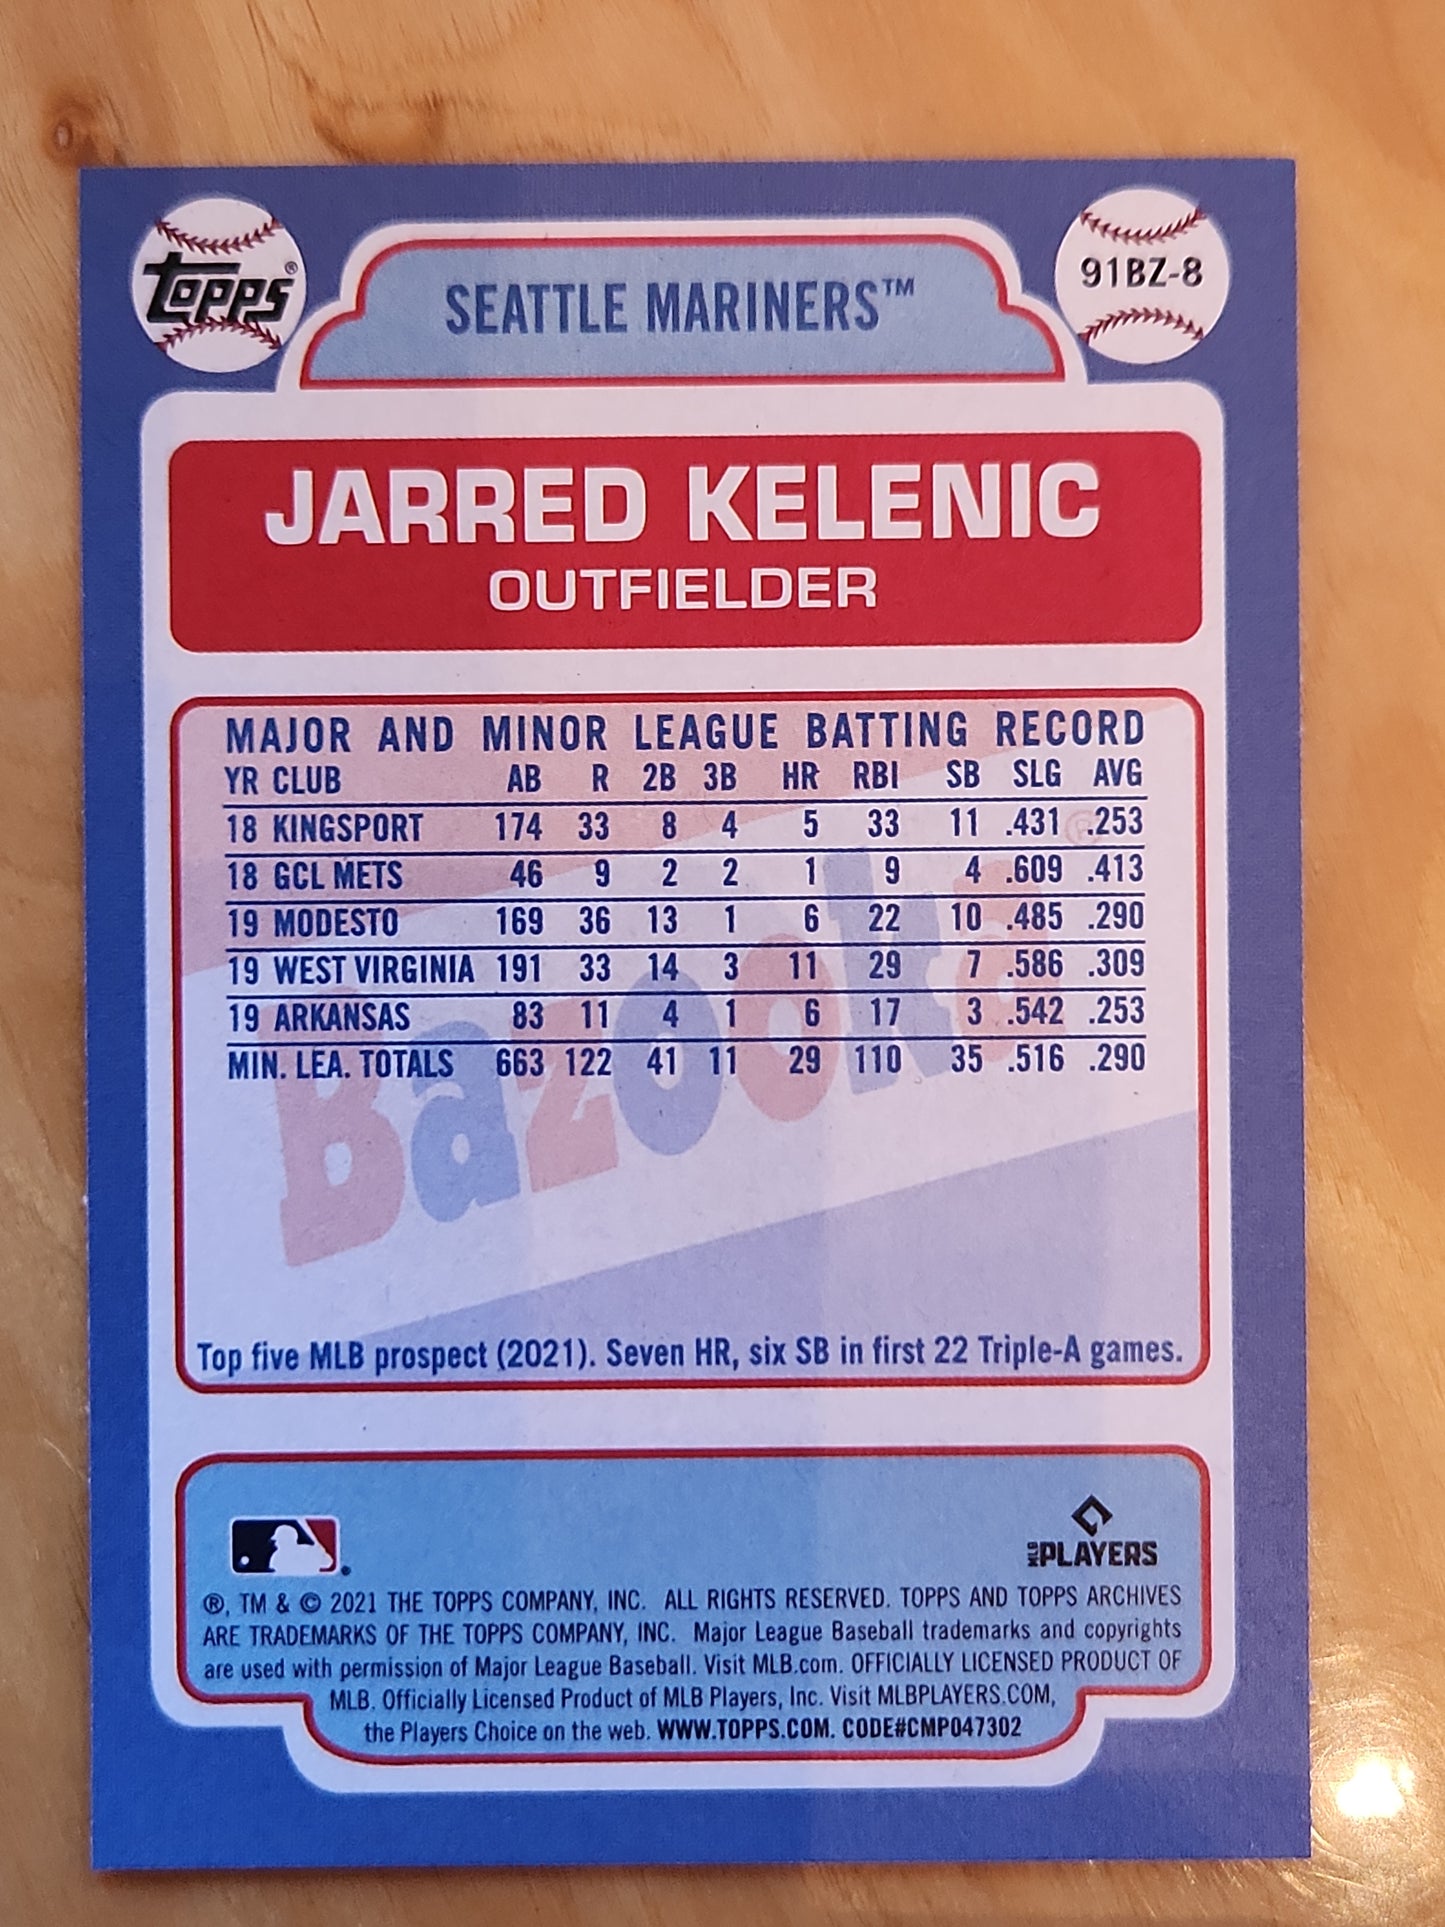 topps®
SEATTLE MARINERS™
91BZ-8
JARRED KELENIC
OUTFIELDER
MAJOR AND MINOR LEAGUE BATTING RECORD
YR CLUB AB R 2B 3B HR RBI SB SLG AVG
18 KINGSPORT 174 33 8 4 5 33 11 .431 .253
18 GCL METS 46 9 2 2 1 9 4 .609 .413
19 MODESTO 169 36 13 1 6 22 10 .485 .290
19 WEST VIRGINIA 191 33 14 3 11 29 7 .586 .309
19 ARKANSAS 83 11 4 1 6 17 3 .542 .253
MIN. LEA. TOTALS 663 122 41 11 29 110 35 .516 .290
Bazooka®
Top five MLB prospect (2021). Seven HR, six SB in first 22 Triple-A games.
MLB PLAYERS
®, TM & © 2021 THE TOPPS COMPANY, INC. ALL RIGHTS RESERVED. TOPPS AND TOPPS ARCHIVES
ARE TRADEMARKS OF THE TOPPS COMPANY, INC. Major League Baseball trademarks and copyrights
are used with permission of Major League Baseball. Visit MLB.com. OFFICIALLY LICENSED PRODUCT OF
MLB. Officially Licensed Product of MLB Players, Inc. Visit MLBPLAYERS.COM,
the Players Choice on the web. WWW.TOPPS.COM. CODE#CMP047302